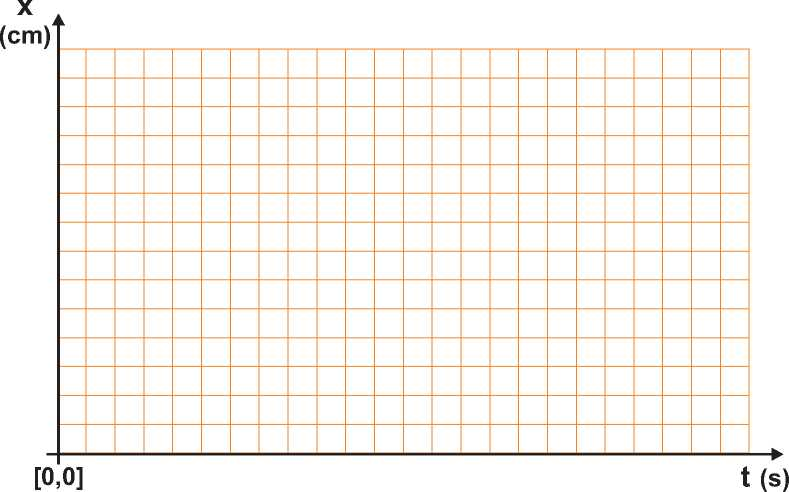 x
(cm)
[0,0]
t (s)